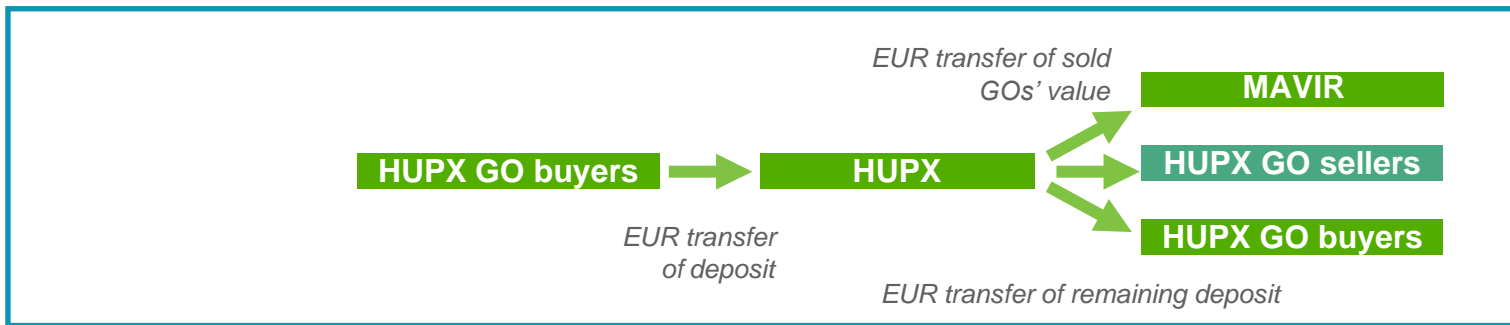 EUR transfer of sold
GOs’ value
MAVIR
HUPX GO buyers
HUPX
HUPX GO sellers
HUPX GO buyers
EUR transfer
of deposit
EUR transfer of remaining deposit